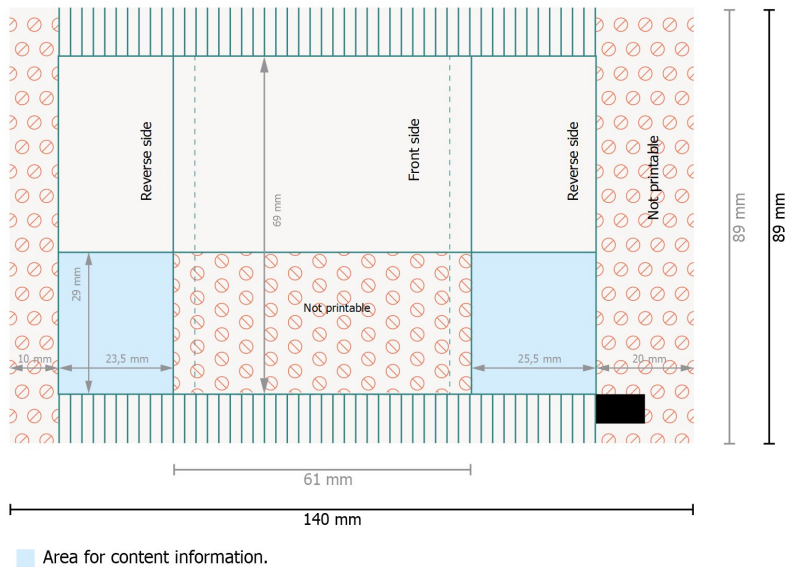 Reverse side
Front side
Reverse side
Not printable
69 mm
89 mm
89 mm
29 mm
Not printable
10 mm
23,5 mm
25,5 mm
20 mm
61 mm
140 mm
Area for content information.